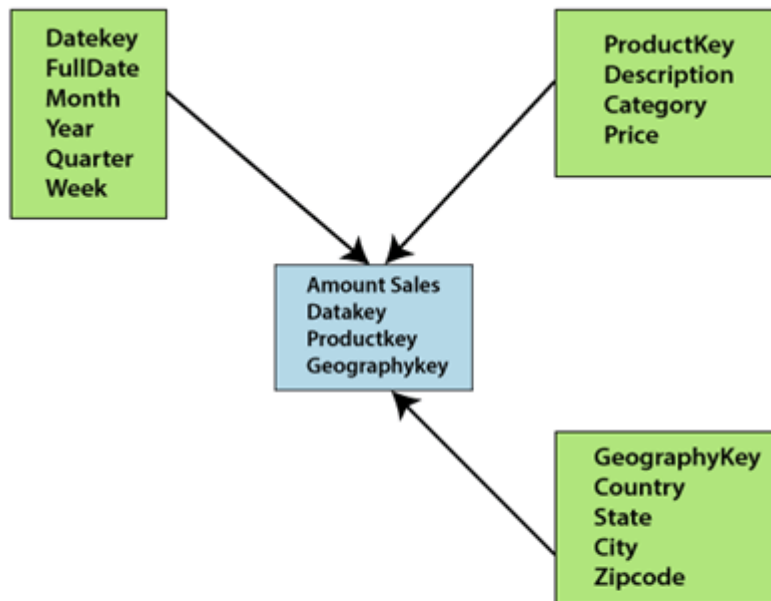 Datekey
FullDate
Month
Year
Quarter
Week
ProductKey
Description
Category
Price
Amount Sales
Datakey
Productkey
Geographykey
GeographyKey
Country
State
City
Zipcode